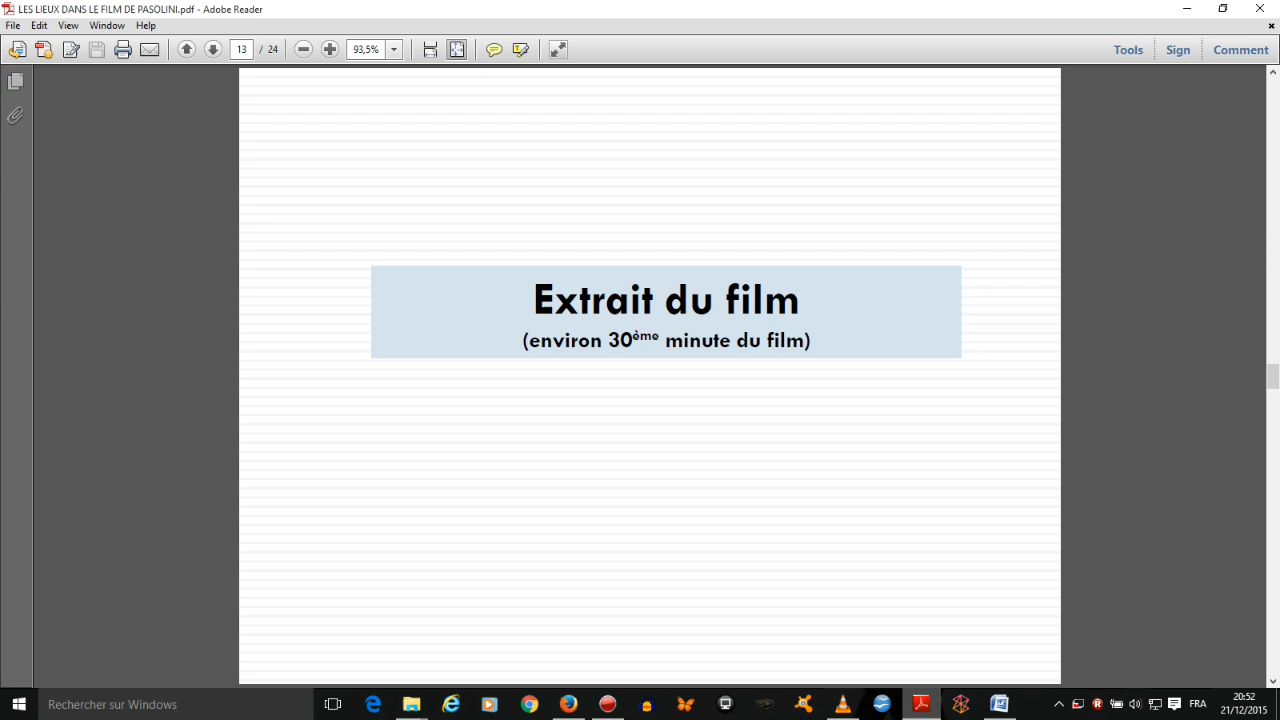 LES LIEUX DANS LE FILM DE PASOLINI.pdf - Adobe Reader
File Edit View Window Help
13 / 24 93,5% Tools Sign Comment
Extrait du film
(environ 30ème minute du film)
Rechercher sur Windows
FRA
20:52
21/12/2015